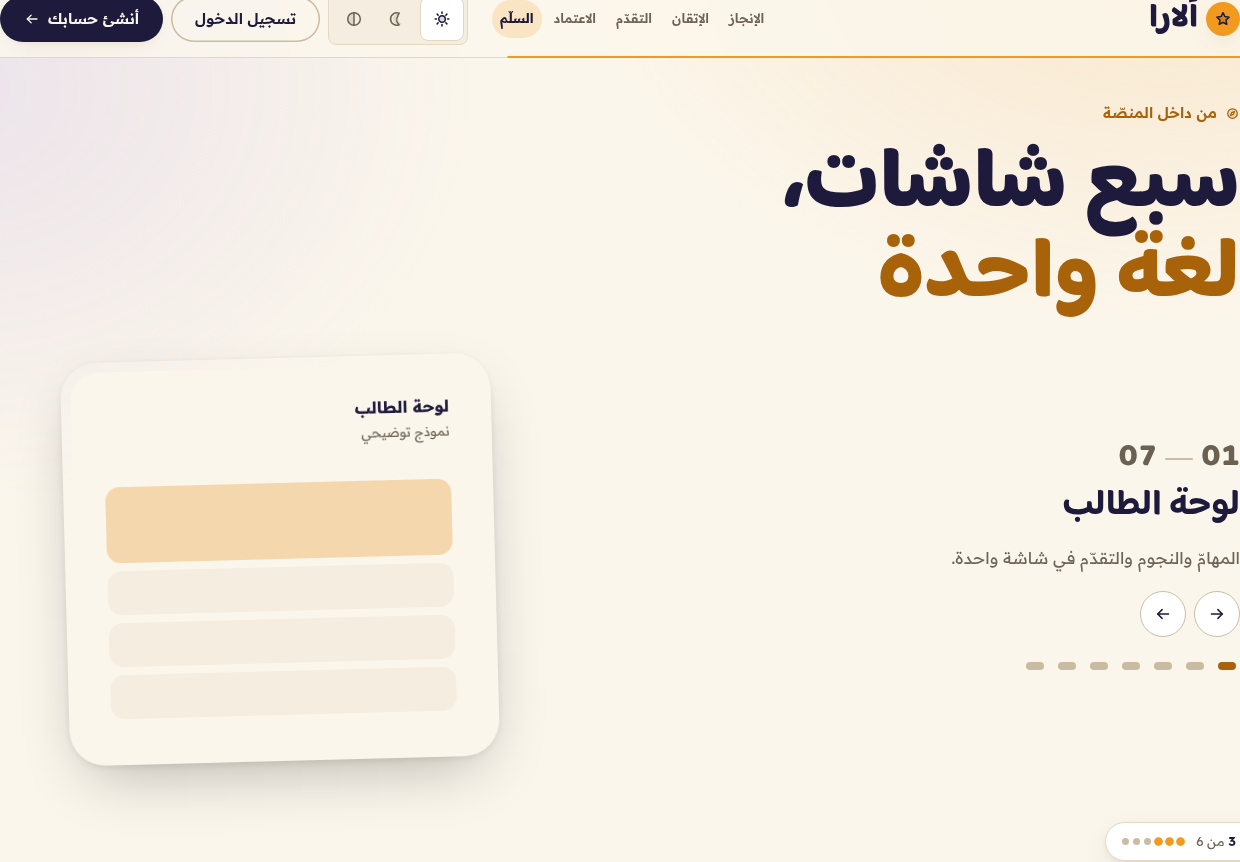 ألارا
الإنجاز
الإتقان
التقدّم
الاعتماد
السلّم
تسجيل الدخول
أنشئ حسابك ←
من داخل المنصّة
سبع شاشات،
لغة واحدة
01 — 07
لوحة الطالب
المهامّ والنجوم والتقدّم في شاشة واحدة.
لوحة الطالب
نموذج توضيحي
3 من 6